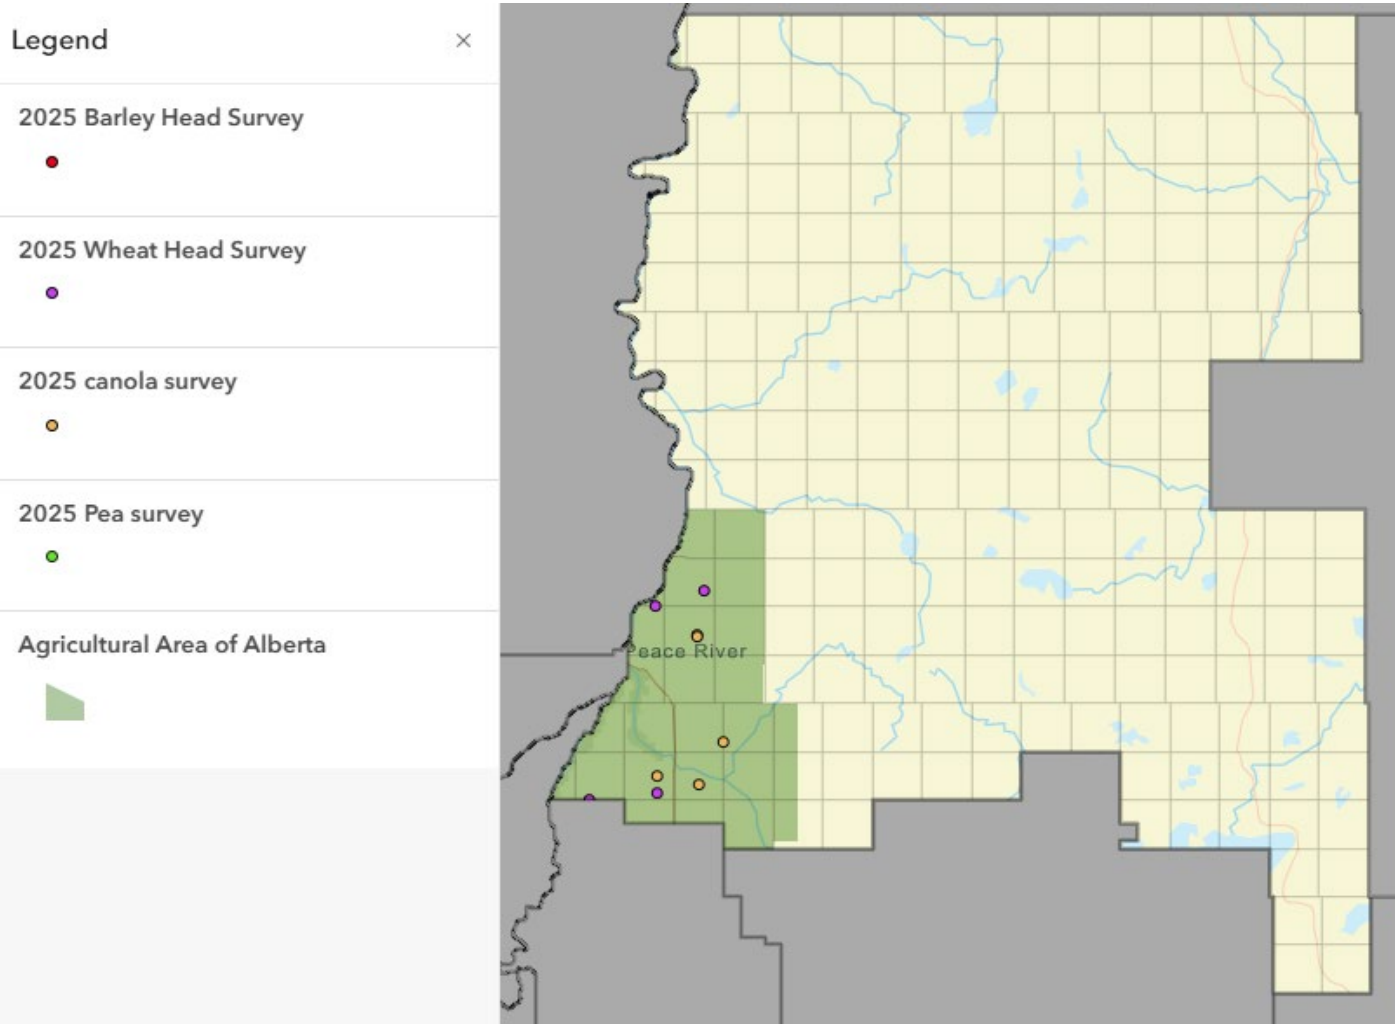 Legend
2025 Barley Head Survey
2025 Wheat Head Survey
2025 canola survey
2025 Pea survey
Agricultural Area of Alberta
Peace River